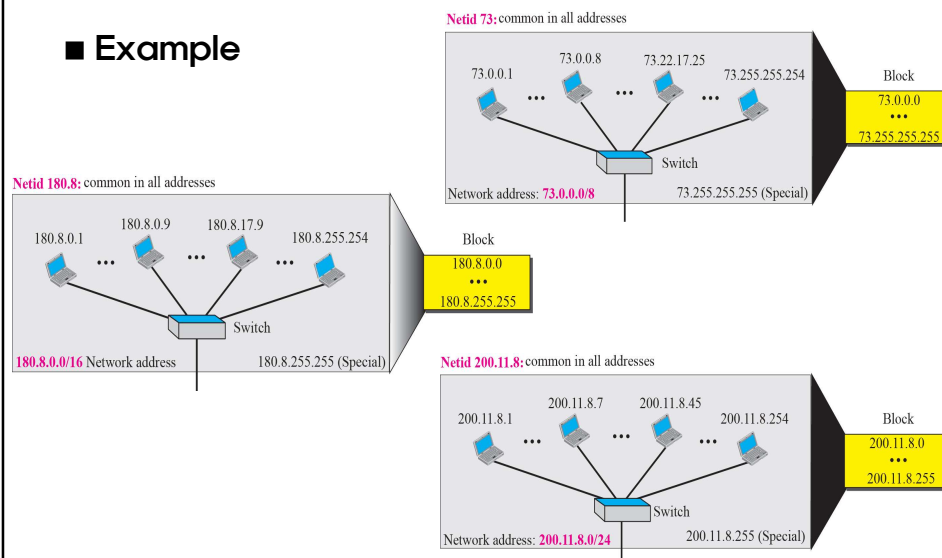 ■ Example
Netid 73: common in all addresses
73.0.0.1 73.0.0.8 73.22.17.25 73.255.255.254
••• ••• •••
Switch
Network address: 73.0.0.0/8 73.255.255.255 (Special)
Block
73.0.0.0
•••
73.255.255.255
Netid 180.8: common in all addresses
180.8.0.1 180.8.0.9 180.8.17.9 180.8.255.254
••• ••• •••
Switch
180.8.0.0/16 Network address 180.8.255.255 (Special)
Block
180.8.0.0
•••
180.8.255.255
Netid 200.11.8: common in all addresses
200.11.8.1 200.11.8.7 200.11.8.45 200.11.8.254
••• ••• •••
Switch
Network address: 200.11.8.0/24 200.11.8.255 (Special)
Block
200.11.8.0
•••
200.11.8.255